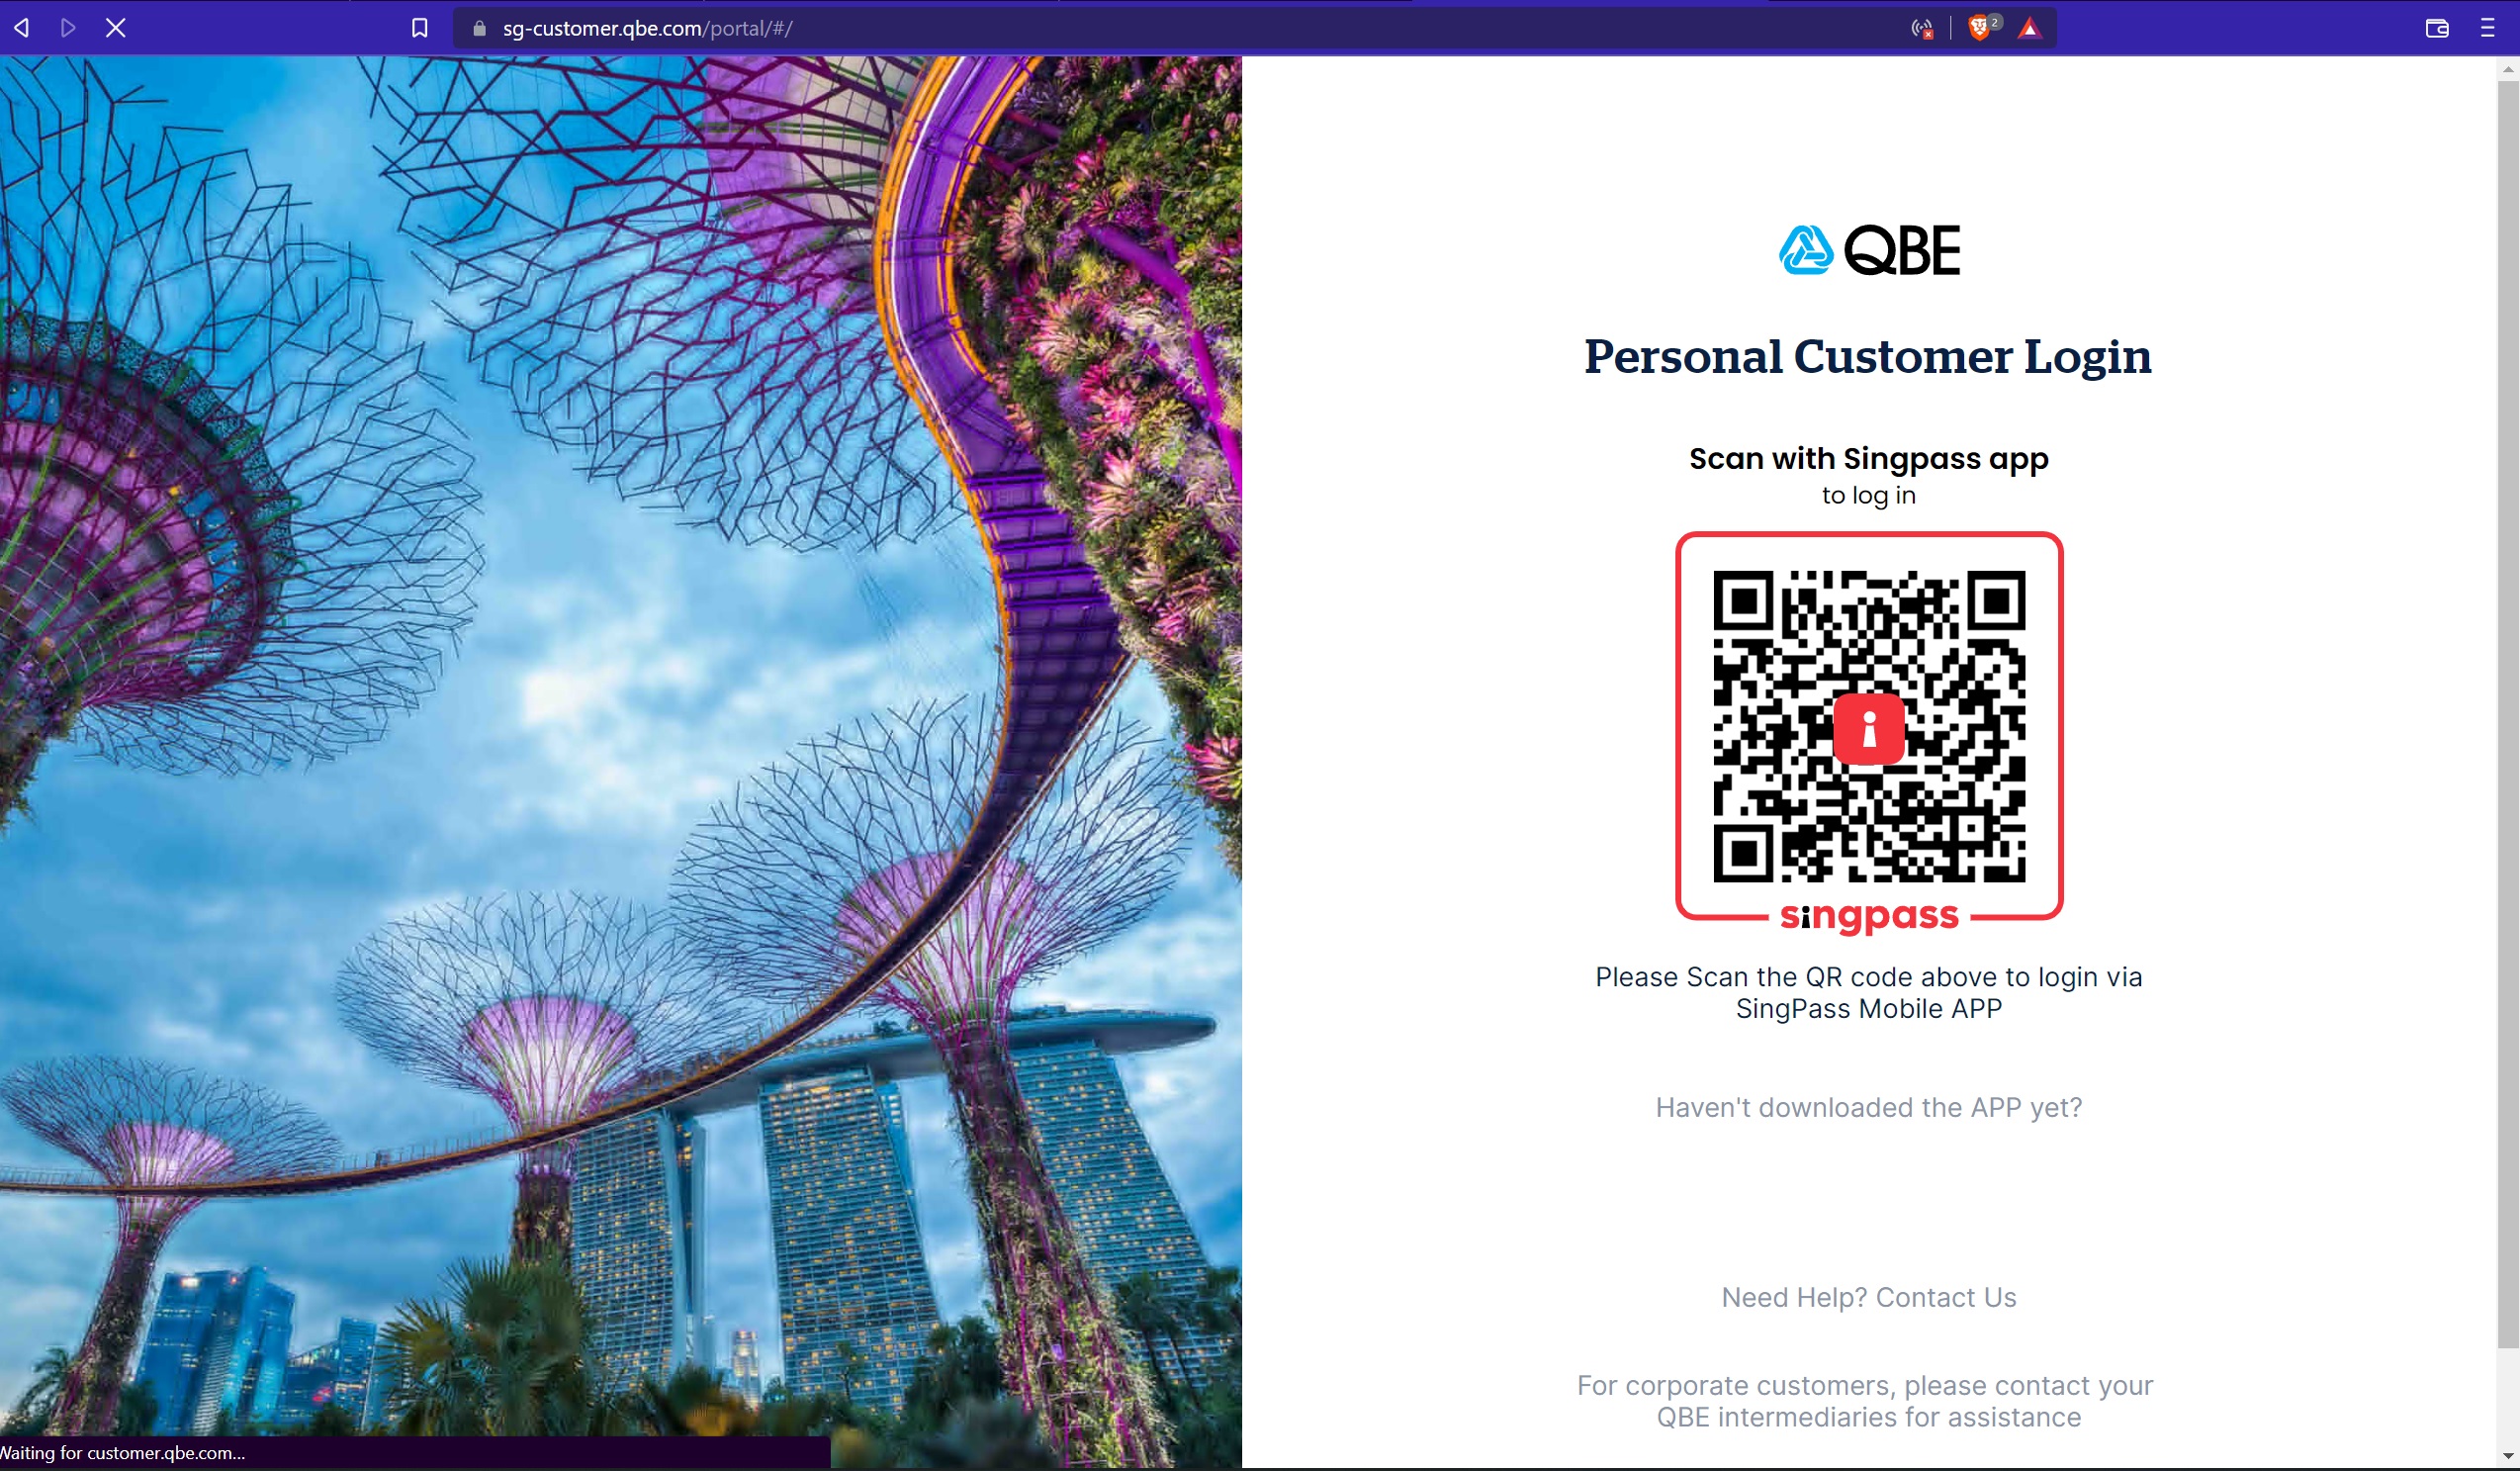 sg-customer.qbe.com/portal/#/
2
QBE
Personal Customer Login
Scan with Singpass app
to log in
singpass
Please Scan the QR code above to login via
SingPass Mobile APP
Haven't downloaded the APP yet?
Need Help? Contact Us
For corporate customers, please contact your
QBE intermediaries for assistance
Waiting for customer.qbe.com...